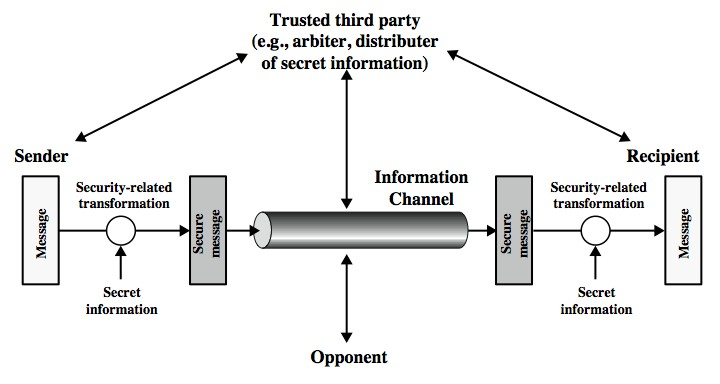 Trusted third party
(e.g., arbiter, distributer
of secret information)
Sender
Recipient
Information
Channel
Security-related
transformation
Security-related
transformation
Message
Secure
message
Secure
message
Message
Secret
information
Secret
information
Opponent